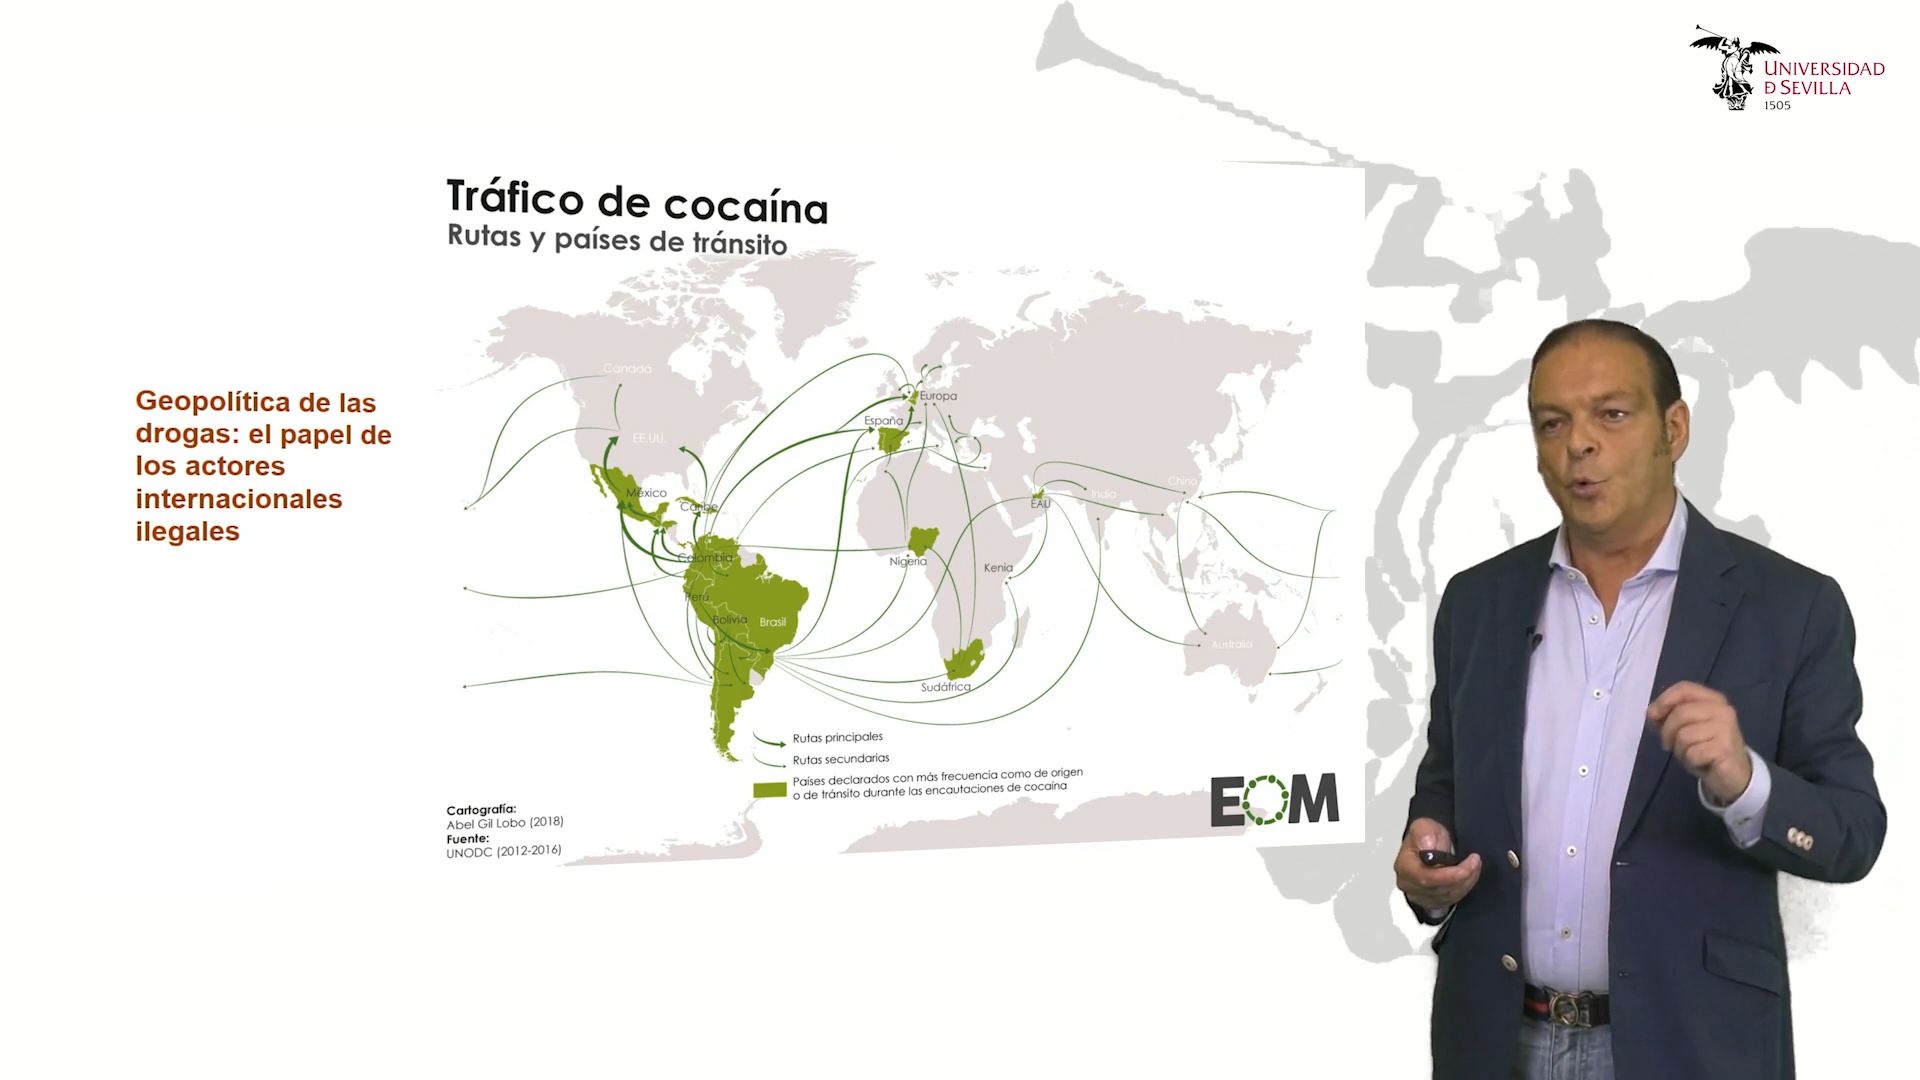 UNIVERSIDAD
D SEVILLA
1505
Tráfico de cocaína
Rutas y países de tránsito
Geopolítica de las
drogas: el papel de
los actores
internacionales
ilegales
Canadá
EE.UU.
México
Caribe
Colombia
Perú
Bolivia
Brasil
España
Europa
Nigeria
Kenia
Sudáfrica
EAU
India
China
Australia
Rutas principales
Rutas secundarias
Países declarados con más frecuencia como de origen
o de tránsito durante las encautaciones de cocaína
Cartografía:
Abel Gil Lobo (2018)
Fuente:
UNODC (2012-2016)
EOM